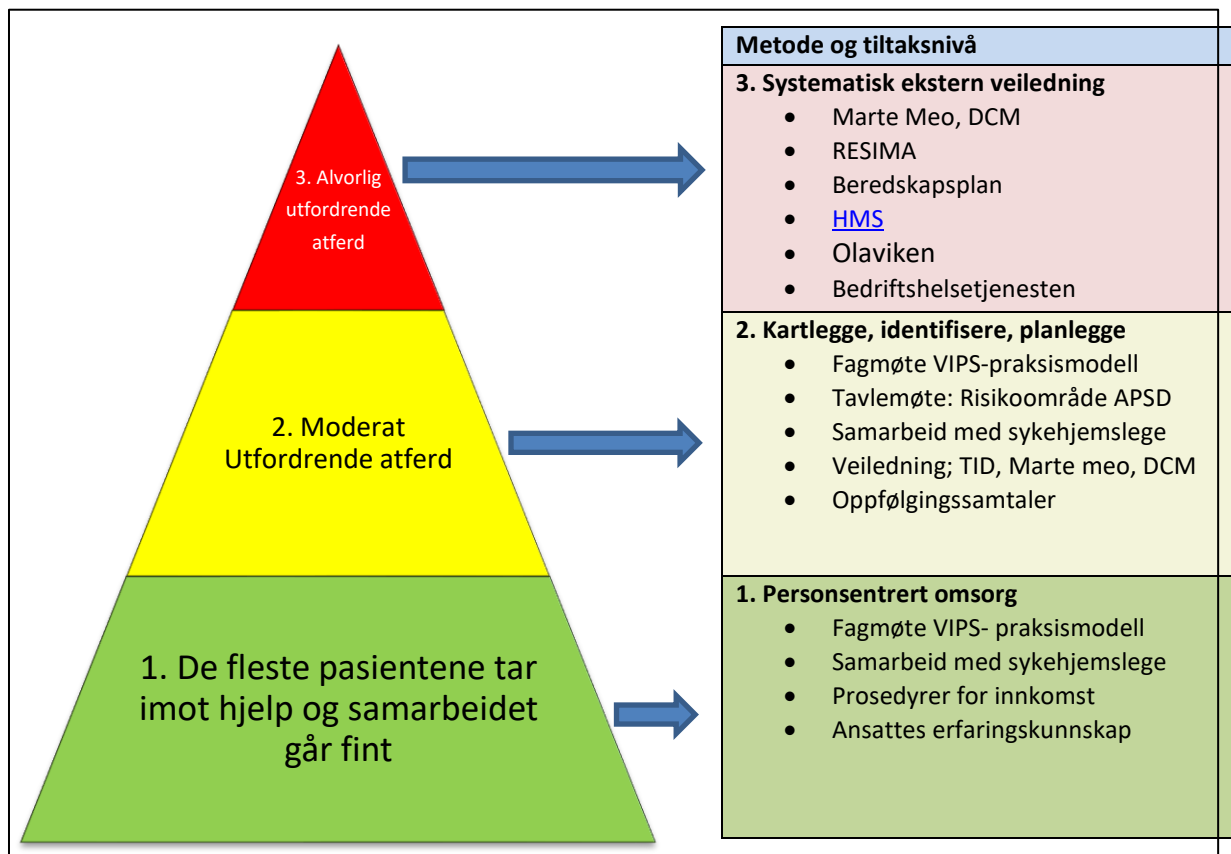 3. Alvorlig
utfordrende
atferd
2. Moderat
Utfordrende atferd
1. De fleste pasientene tar
imot hjelp og samarbeidet
går fint
Metode og tiltaksnivå
3. Systematisk ekstern veiledning
• Marte Meo, DCM
• RESIMA
• Beredskapsplan
• HMS
• Olaviken
• Bedriftshelsetjenesten
2. Kartlegge, identifisere, planlegge
• Fagmøte VIPS-praksismodell
• Tavlemøte: Risikoområde APSD
• Samarbeid med sykehjemslege
• Veiledning; TID, Marte meo, DCM
• Oppfølgingssamtaler
1. Personsentrert omsorg
• Fagmøte VIPS- praksismodell
• Samarbeid med sykehjemslege
• Prosedyrer for innkomst
• Ansattes erfaringskunnskap